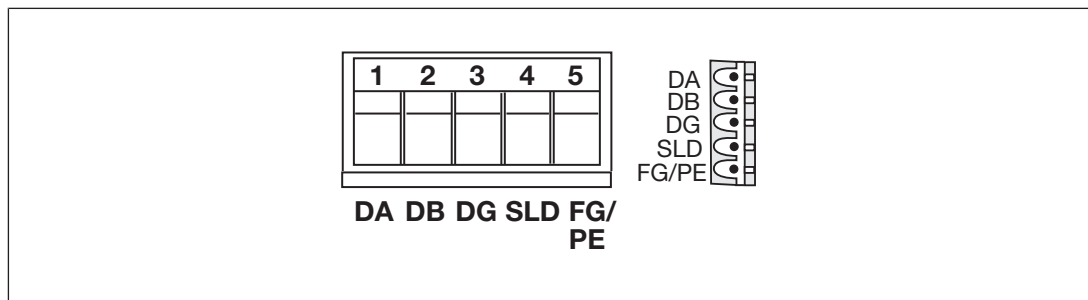 1 2 3 4 5
DA DB DG SLD FG/
PE
DA
DB
DG
SLD
FG/PE